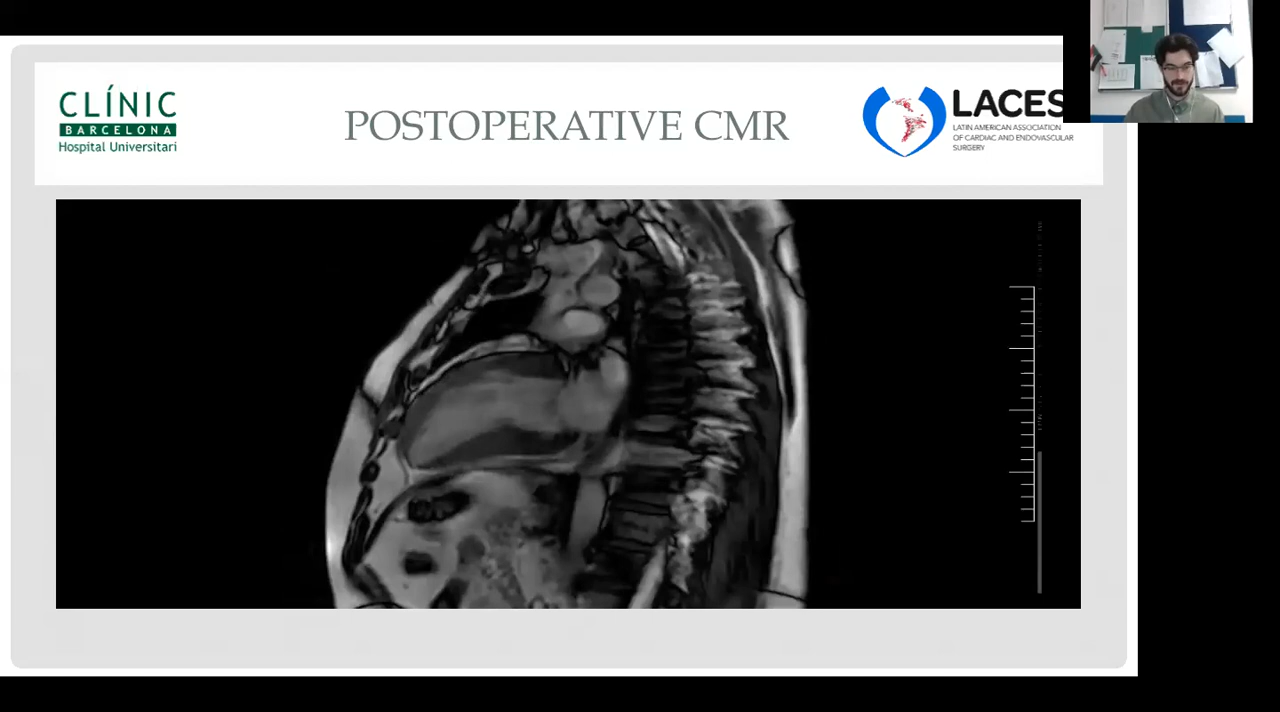 CLÍNIC
BARCELONA
Hospital Universitari
POSTOPERATIVE CMR
LACES
LATIN AMERICAN ASSOCIATION
OF CARDIAC AND ENDOVASCULAR
SURGERY